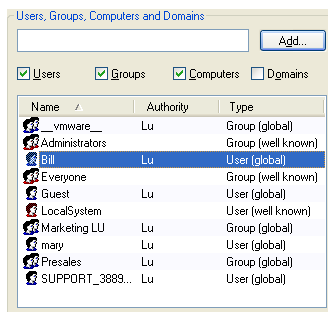 Users, Groups, Computers and Domains
Add...
Users Groups Computers Domains
Name Authority Type
__vmware__ Lu Group (global)
Administrators Group (well known)
Bill Lu User (global)
Everyone Group (well known)
Guest Lu User (global)
LocalSystem User (well known)
Marketing LU Lu Group (global)
mary Lu User (global)
Presales Lu Group (global)
SUPPORT_3889... Lu User (global)